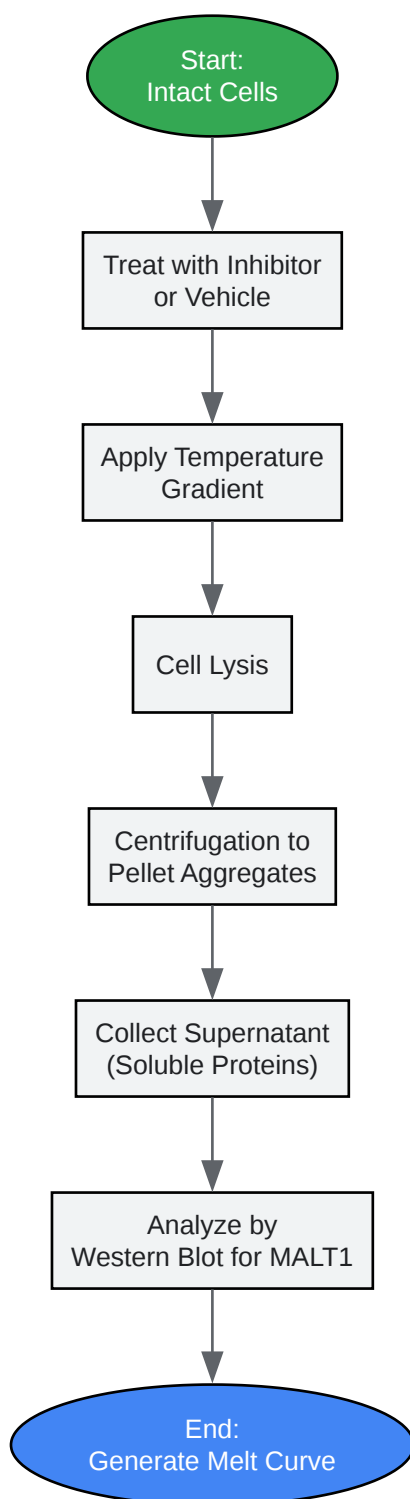 Start:
Intact Cells
Treat with Inhibitor
or Vehicle
Apply Temperature
Gradient
Cell Lysis
Centrifugation to
Pellet Aggregates
Collect Supernatant
(Soluble Proteins)
Analyze by
Western Blot for MALT1
End:
Generate Melt Curve